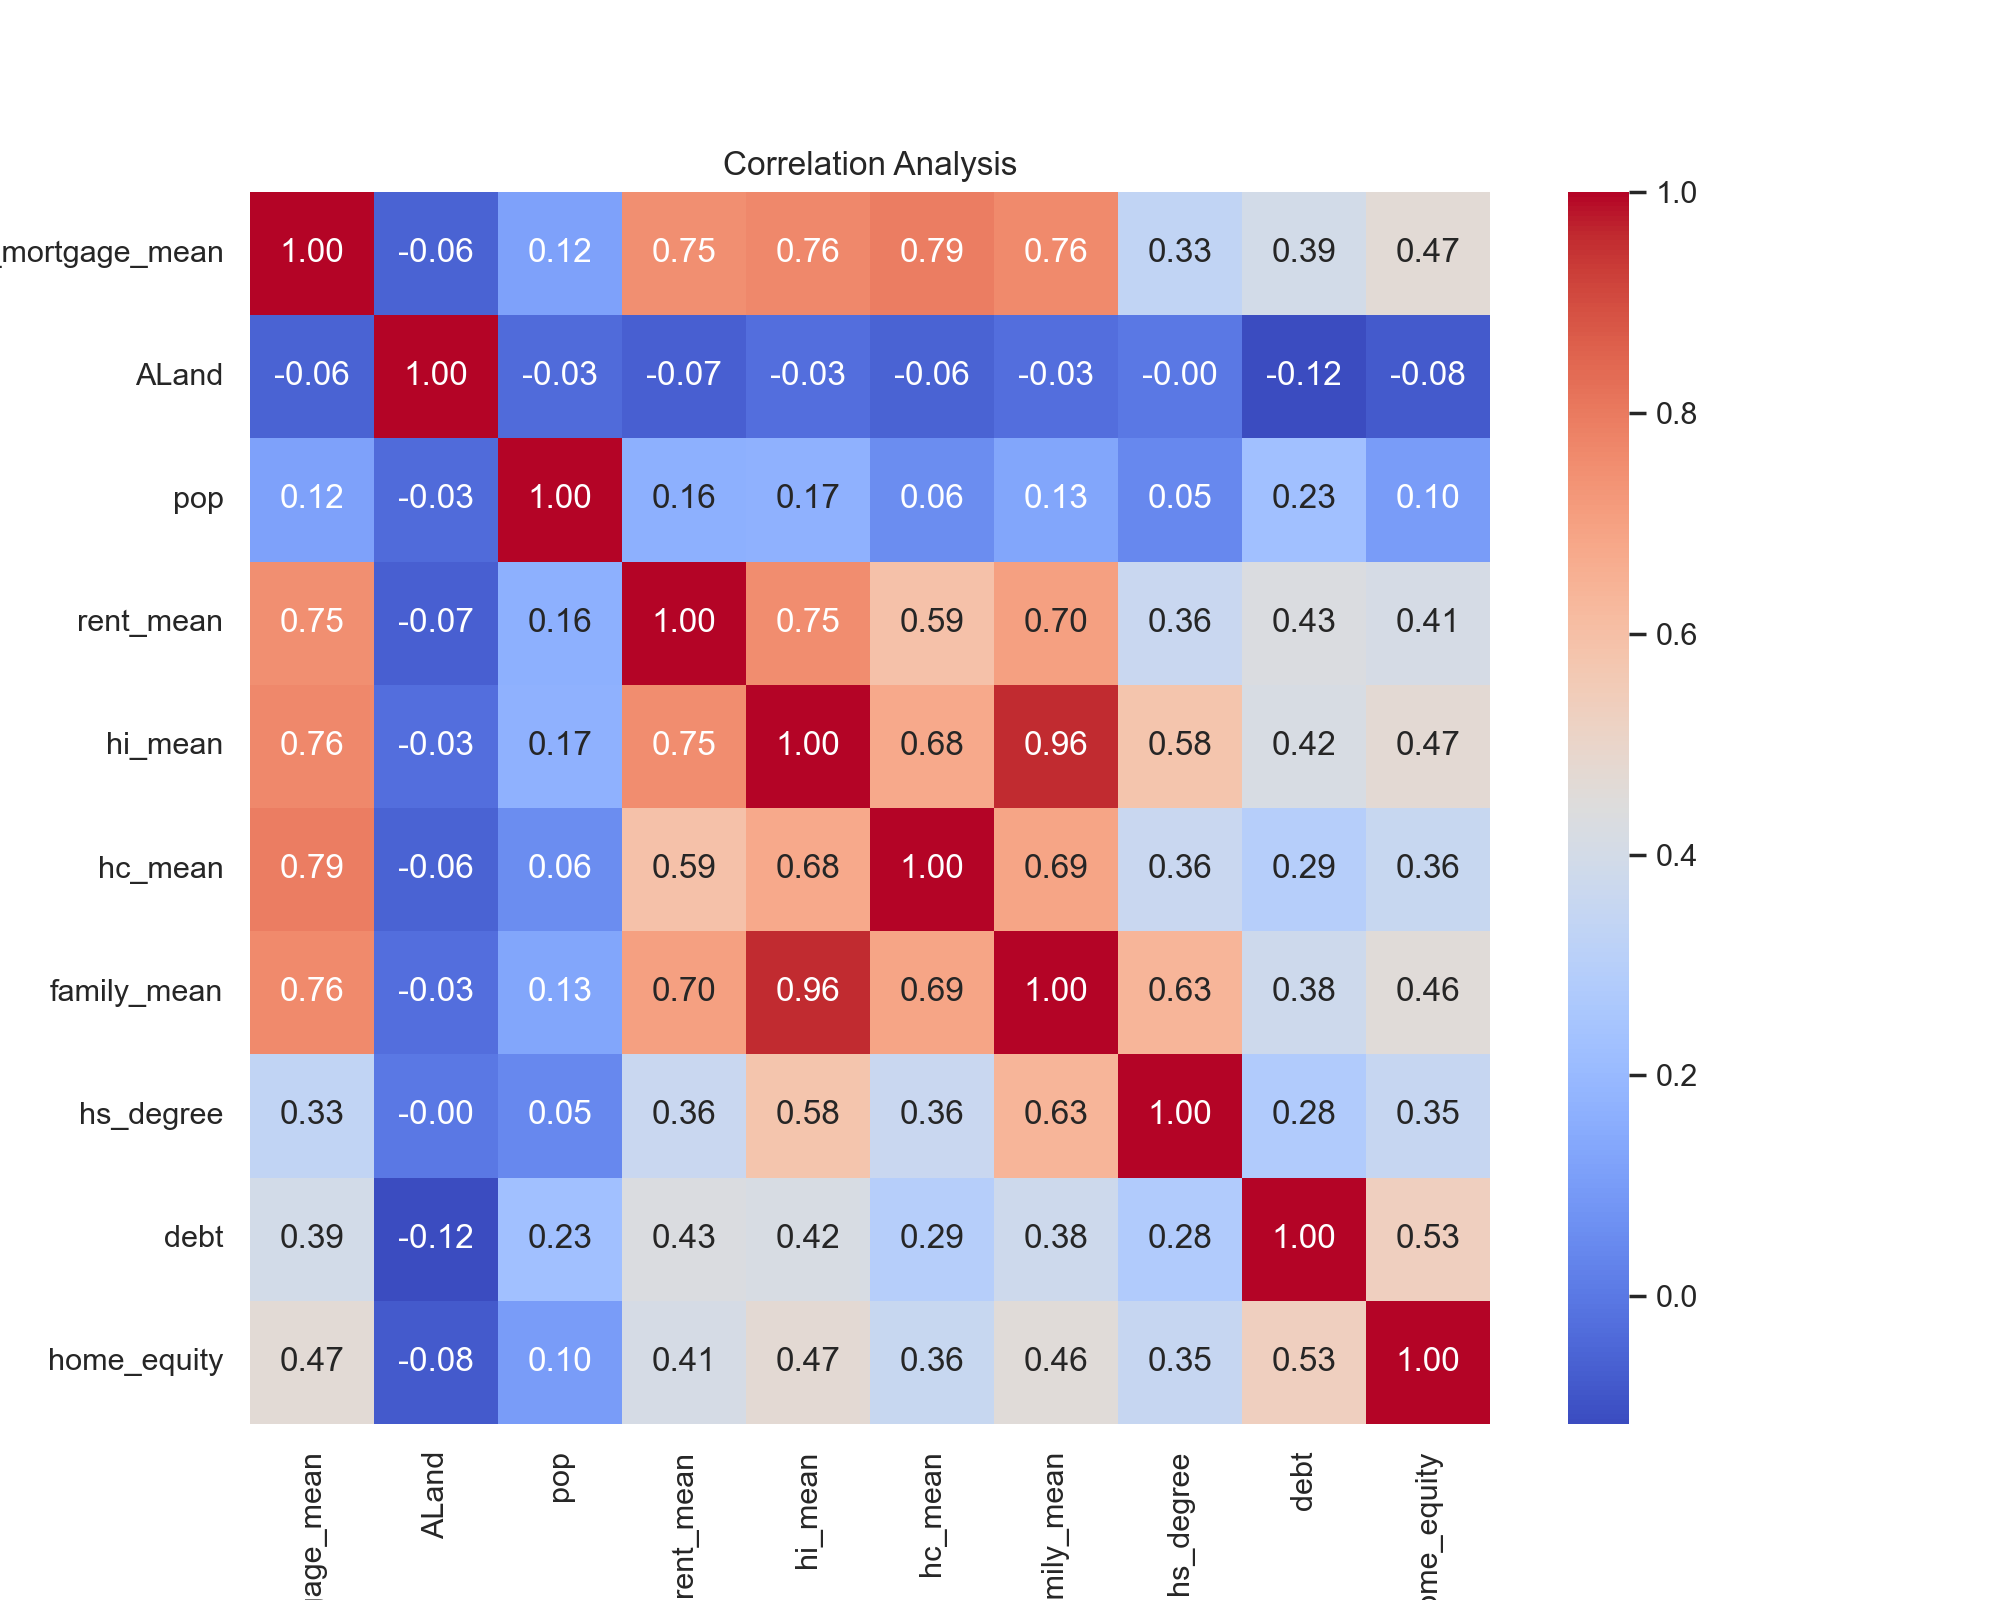 Correlation Analysis
_mortgage_mean 1.00 -0.06 0.12 0.75 0.76 0.79 0.76 0.33 0.39 0.47
ALand -0.06 1.00 -0.03 -0.07 -0.03 -0.06 -0.03 -0.00 -0.12 -0.08
pop 0.12 -0.03 1.00 0.16 0.17 0.06 0.13 0.05 0.23 0.10
rent_mean 0.75 -0.07 0.16 1.00 0.75 0.59 0.70 0.36 0.43 0.41
hi_mean 0.76 -0.03 0.17 0.75 1.00 0.68 0.96 0.58 0.42 0.47
hc_mean 0.79 -0.06 0.06 0.59 0.68 1.00 0.69 0.36 0.29 0.36
family_mean 0.76 -0.03 0.13 0.70 0.96 0.69 1.00 0.63 0.38 0.46
hs_degree 0.33 -0.00 0.05 0.36 0.58 0.36 0.63 1.00 0.28 0.35
debt 0.39 -0.12 0.23 0.43 0.42 0.29 0.38 0.28 1.00 0.53
home_equity 0.47 -0.08 0.10 0.41 0.47 0.36 0.46 0.35 0.53 1.00
gage_mean ALand pop rent_mean hi_mean hc_mean mily_mean hs_degree debt ome_equity
1.0
0.8
0.6
0.4
0.2
0.0